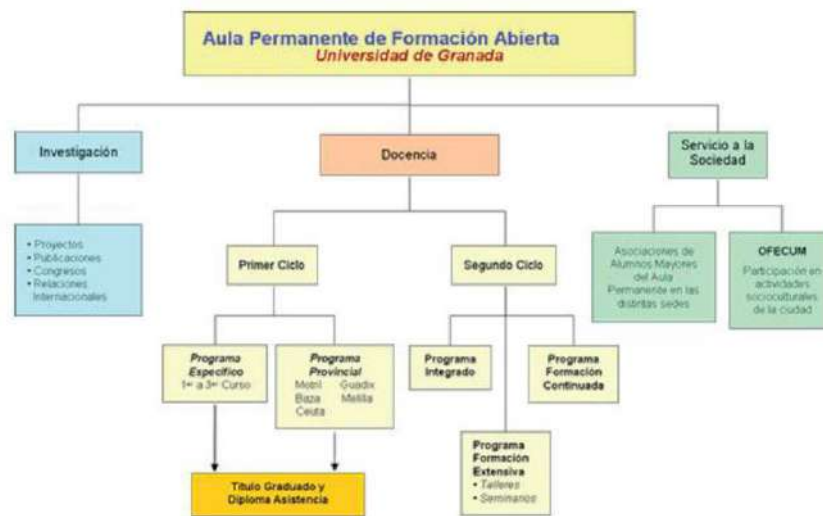 Aula Permanente de Formación Abierta
Universidad de Granada
Investigación
Docencia
Servicio a la
Sociedad
• Proyectos
• Publicaciones
• Congresos
• Relaciones
Internacionales
Primer Ciclo
Segundo Ciclo
Asociaciones de
Alumnos Mayores
del Aula
Permanente en las
distintas sedes
OFECUM
Participación en
actividades
socioculturales
de la ciudad
Programa
Específico
1er a 3er Curso
Programa
Provincial
Motril Guadix
Baza Melilla
Ceuta
Programa
Integrado
Programa
Formación
Continuada
Programa
Formación
Extensiva
• Talleres
• Seminarios
Título Graduado y
Diploma Asistencia